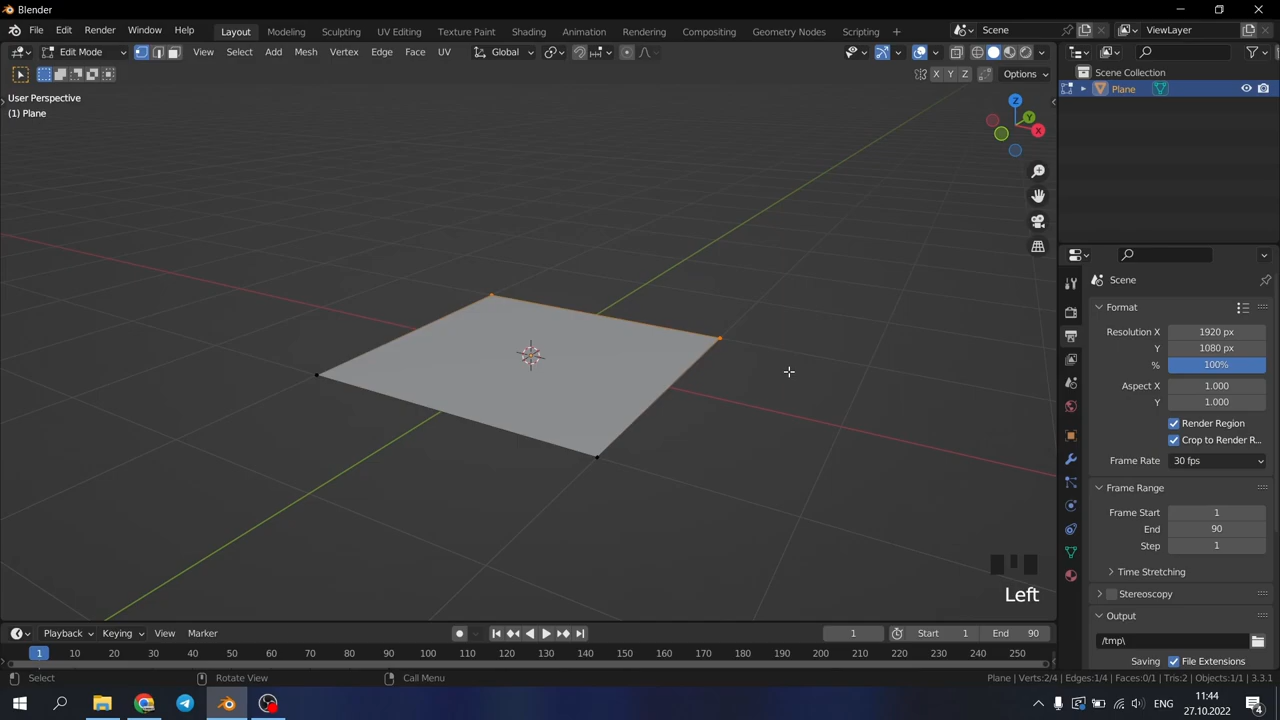 Blender
File Edit Render Window Help Layout Modeling Sculpting UV Editing Texture Paint Shading Animation Rendering Compositing Geometry Nodes Scripting + Scene ViewLayer
Edit Mode View Select Add Mesh Vertex Edge Face UV Global
X Y Z Options
Scene Collection
Plane
User Perspective
(1) Plane
Z
Y
X
Scene
Format
Resolution X 1920 px
Y 1080 px
% 100%
Aspect X 1.000
Y 1.000
Render Region
Crop to Render R...
Frame Rate 30 fps
Frame Range
Frame Start 1
End 90
Step 1
Time Stretching
Stereoscopy
Output
/tmp\
Saving File Extensions
Left
Playback Keying View Marker 1 Start 1 End 90
1 10 20 30 40 50 60 70 80 90 100 110 120 130 140 150 160 170 180 190 200 210 220 230 240 250
Select Rotate View Call Menu Plane | Verts:2/4 | Edges:1/4 | Faces:0/1 | Tris:2 | Objects:1/1 | 3.3.1
ENG
11:44
27.10.2022
4